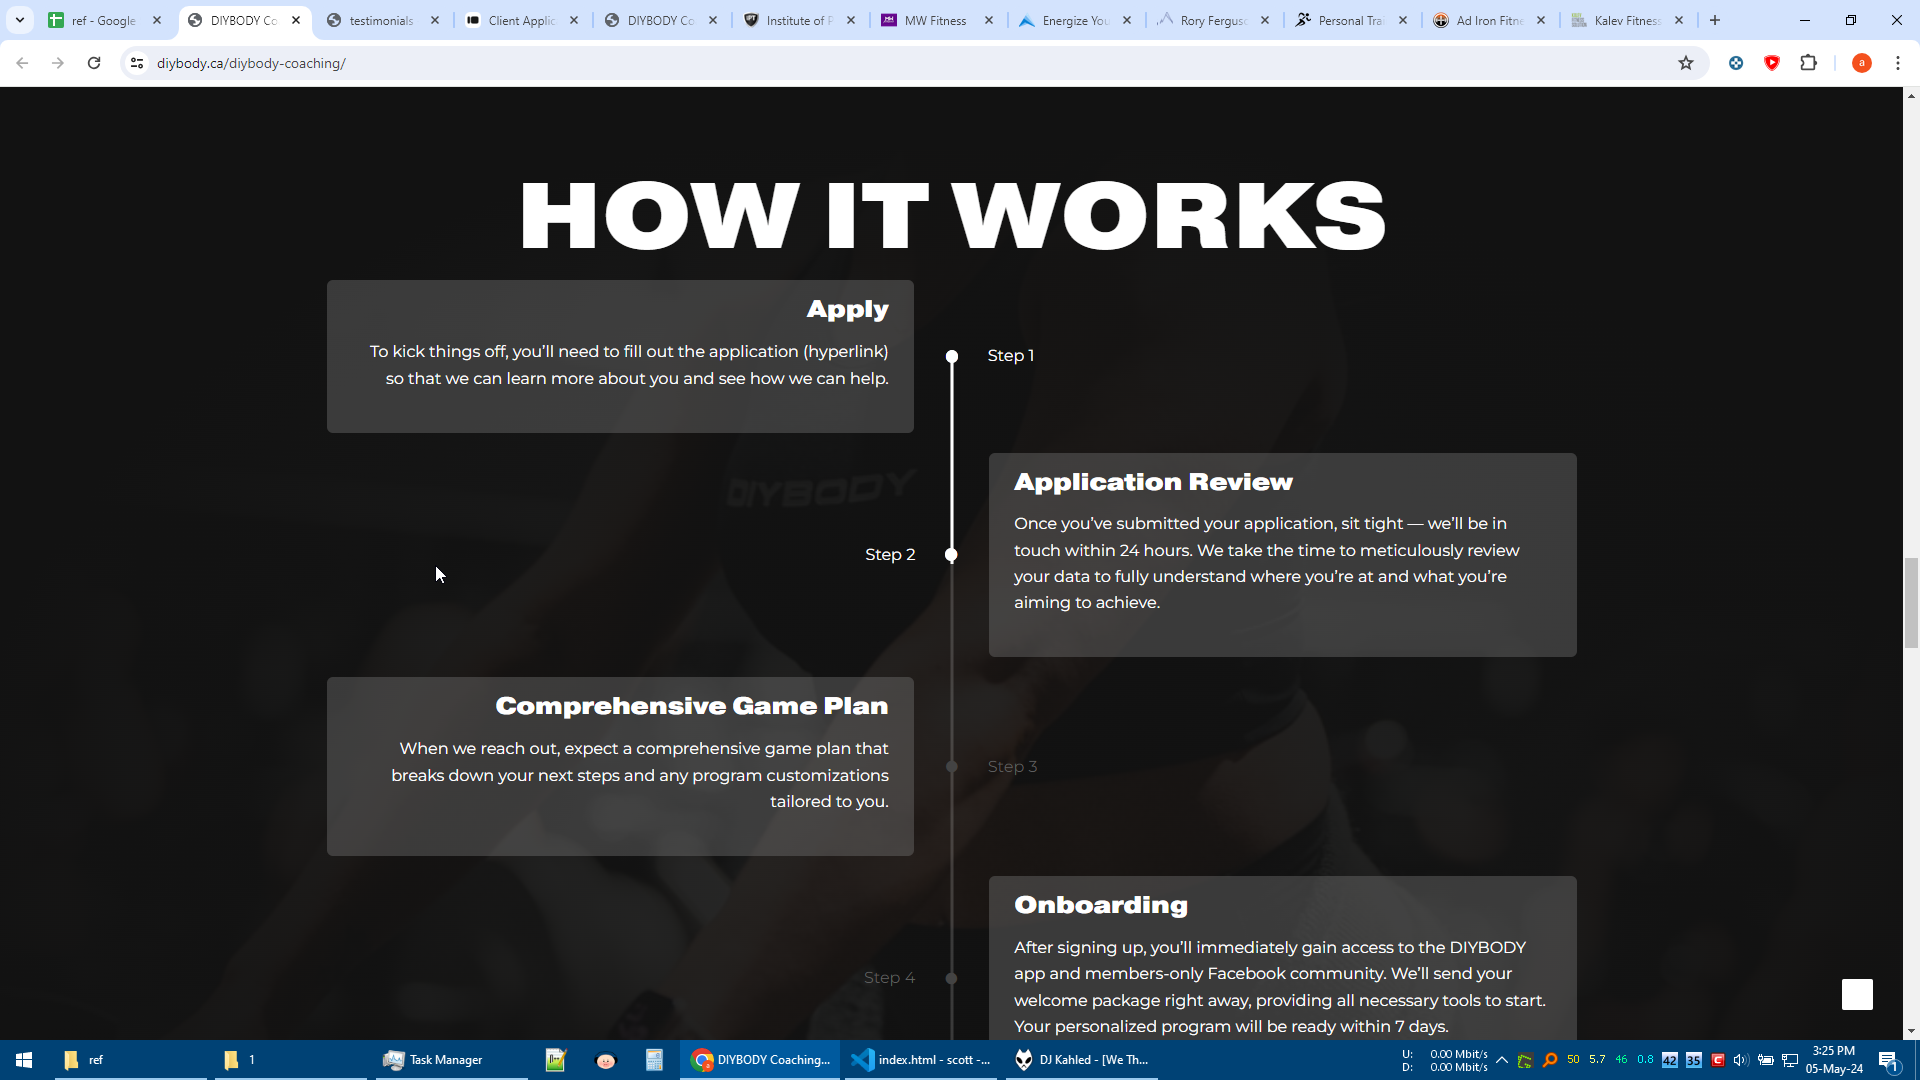 ref - Google
DIYBODY Co
testimonials
Client Applic
DIYBODY Co
Institute of P
MW Fitness
Energize You
Rory Fergus
Personal Trai
Ad Iron Fitne
Kalev Fitness
diybody.ca/diybody-coaching/
a
HOW IT WORKS
Apply
To kick things off, you’ll need to fill out the application (hyperlink)
so that we can learn more about you and see how we can help.
Step 1
DIYBODY
Application Review
Once you’ve submitted your application, sit tight — we’ll be in
touch within 24 hours. We take the time to meticulously review
your data to fully understand where you’re at and what you’re
aiming to achieve.
Step 2
Comprehensive Game Plan
When we reach out, expect a comprehensive game plan that
breaks down your next steps and any program customizations
tailored to you.
Step 3
Onboarding
After signing up, you’ll immediately gain access to the DIYBODY
app and members-only Facebook community. We’ll send your
welcome package right away, providing all necessary tools to start.
Your personalized program will be ready within 7 days.
Step 4
ref
1
Task Manager
DIYBODY Coaching...
index.html - scott -...
DJ Kahled - [We Th...
U: 0.00 Mbit/s
D: 0.00 Mbit/s
50 5.7 46 0.8 42 35
3:25 PM
05-May-24
1